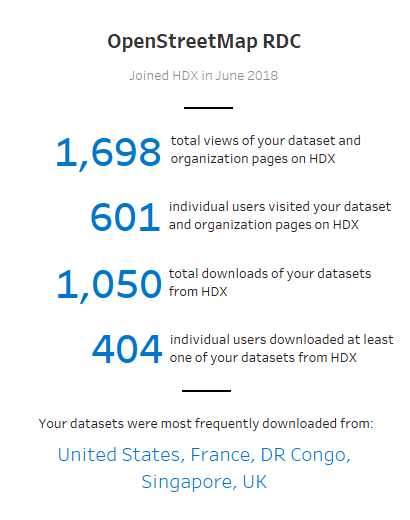 OpenStreetMap RDC
Joined HDX in June 2018
1,698 total views of your dataset and
organization pages on HDX
601 individual users visited your dataset
and organization pages on HDX
1,050 total downloads of your datasets
from HDX
404 individual users downloaded at least
one of your datasets from HDX
Your datasets were most frequently downloaded from:
United States, France, DR Congo,
Singapore, UK